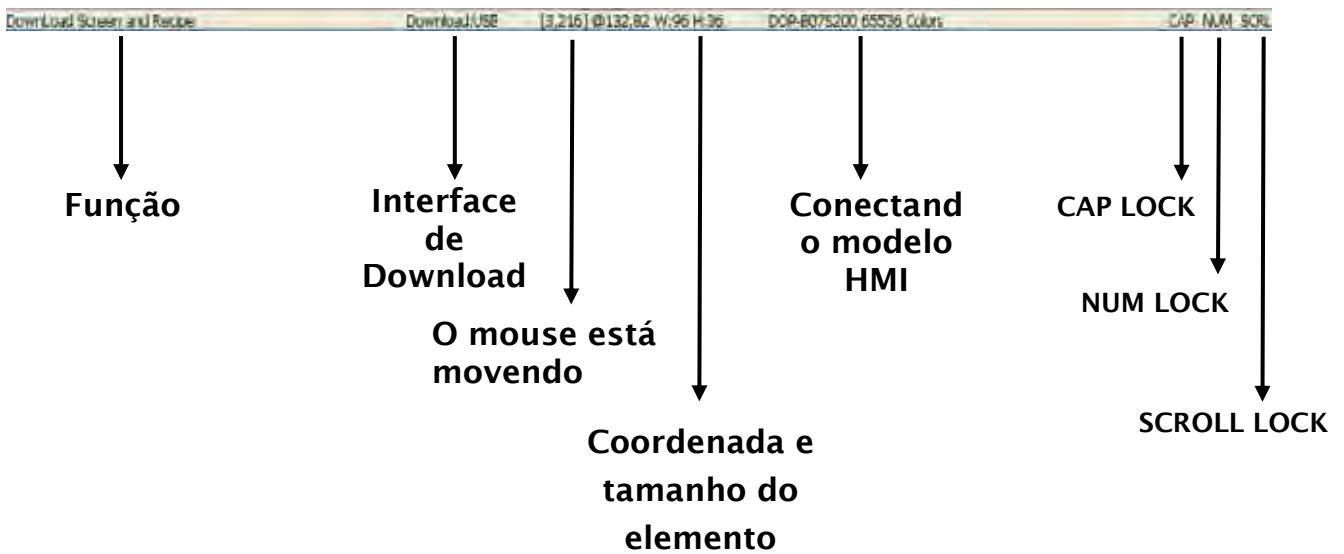 DownLoad Screen and Recipe Download:USB [3,216] @132,82 W:96 H:36 DOP-B07S200 65536 Colors CAP NUM SCRL
Função
Interface
de
Download
O mouse está
movendo
Coordenada e
tamanho do
elemento
Conectand
o modelo
HMI
CAP LOCK
NUM LOCK
SCROLL LOCK